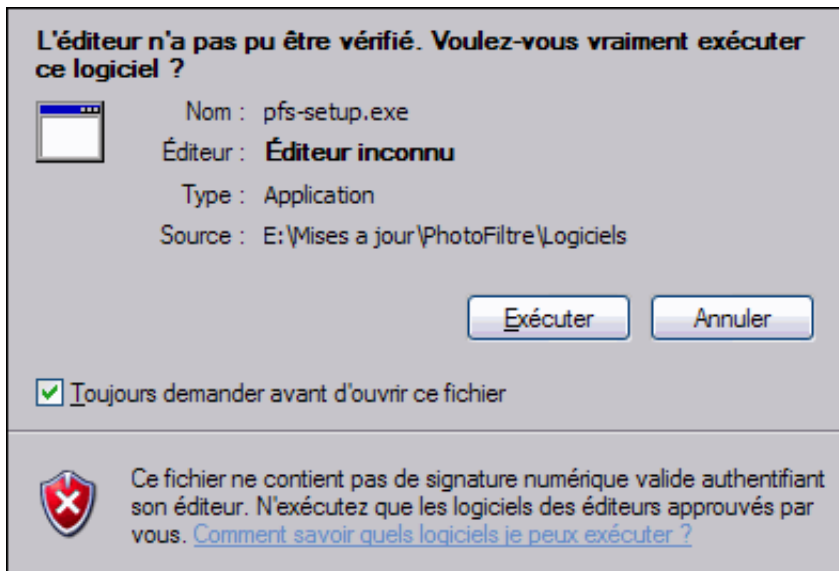 L'éditeur n'a pas pu être vérifié. Voulez-vous vraiment exécuter
ce logiciel ?
Nom : pfs-setup.exe
Éditeur : Éditeur inconnu
Type : Application
Source : E:\Mises a jour\PhotoFiltre\Logiciels
Exécuter Annuler
Toujours demander avant d'ouvrir ce fichier
Ce fichier ne contient pas de signature numérique valide authentifiant
son éditeur. N'exécutez que les logiciels des éditeurs approuvés par
vous. Comment savoir quels logiciels je peux exécuter ?